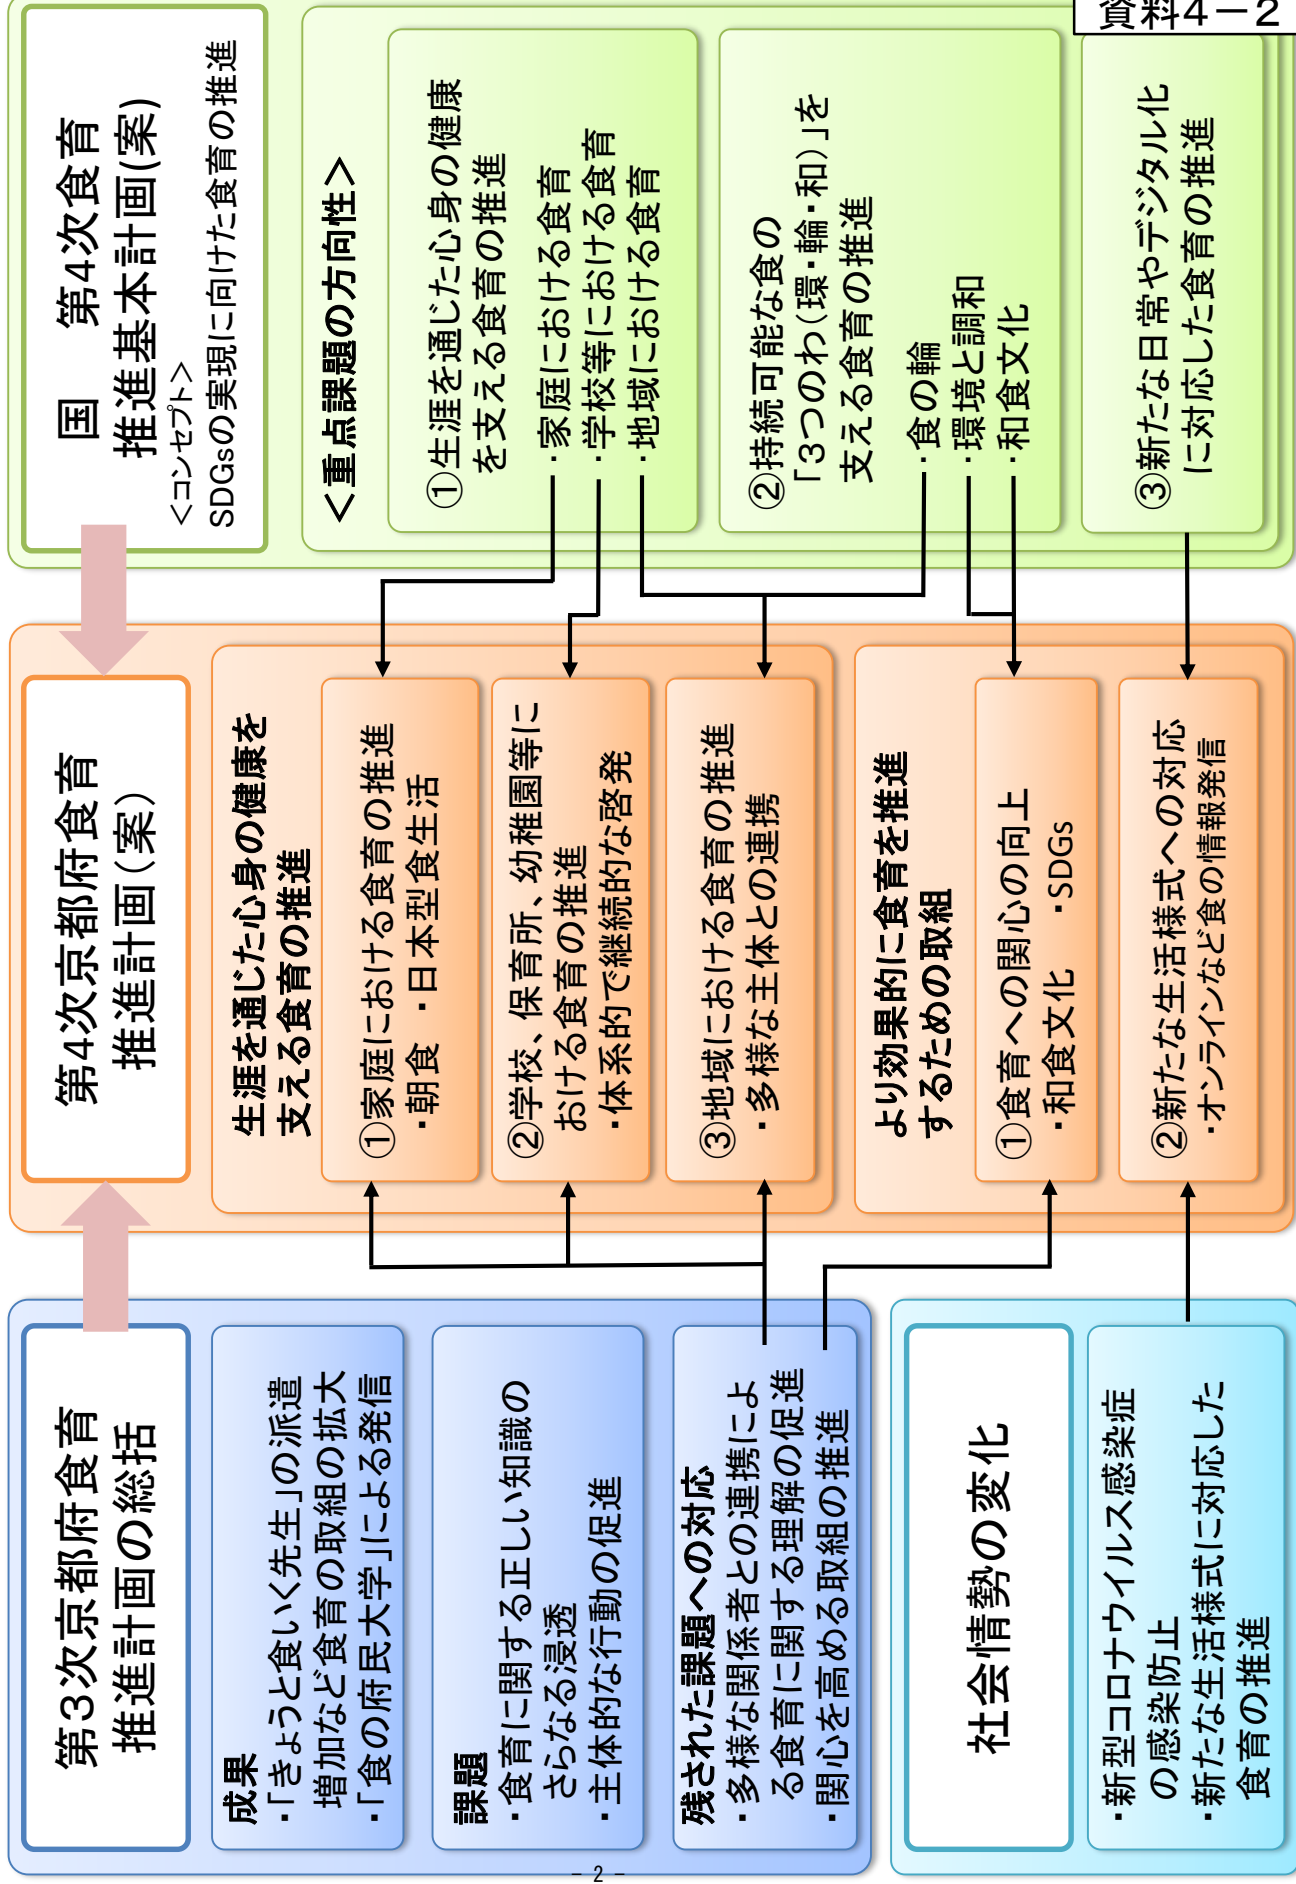 資料4－2
第3次京都府食育
推進計画の総括
成果
・「きょうと食いく先生」の派遣
増加など食育の取組の拡大
・「食の府民大学」による発信
課題
・食育に関する正しい知識の
さらなる浸透
・主体的な行動の促進
残された課題への対応
・多様な関係者との連携によ
る食育に関する理解の促進
・関心を高める取組の推進
社会情勢の変化
・新型コロナウイルス感染症
の感染防止
・新たな生活様式に対応した
食育の推進
第4次京都府食育
推進計画（案）
生涯を通じた心身の健康を
支える食育の推進
①家庭における食育の推進
・朝食 ・日本型食生活
②学校、保育所、幼稚園等に
おける食育の推進
・体系的で継続的な啓発
③地域における食育の推進
・多様な主体との連携
より効果的に食育を推進
するための取組
①食育への関心の向上
・和食文化 ・SDGs
②新たな生活様式への対応
・オンラインなど食の情報発信
国 第4次食育
推進基本計画(案)
＜コンセプト＞
SDGsの実現に向けた食育の推進
＜重点課題の方向性＞
①生涯を通じた心身の健康
を支える食育の推進
・家庭における食育
・学校等における食育
・地域における食育
②持続可能な食の
「3つのわ（環・輪・和）」を
支える食育の推進
・食の輪
・環境と調和
・和食文化
③新たな日常やデジタル化
に対応した食育の推進
- 2 -